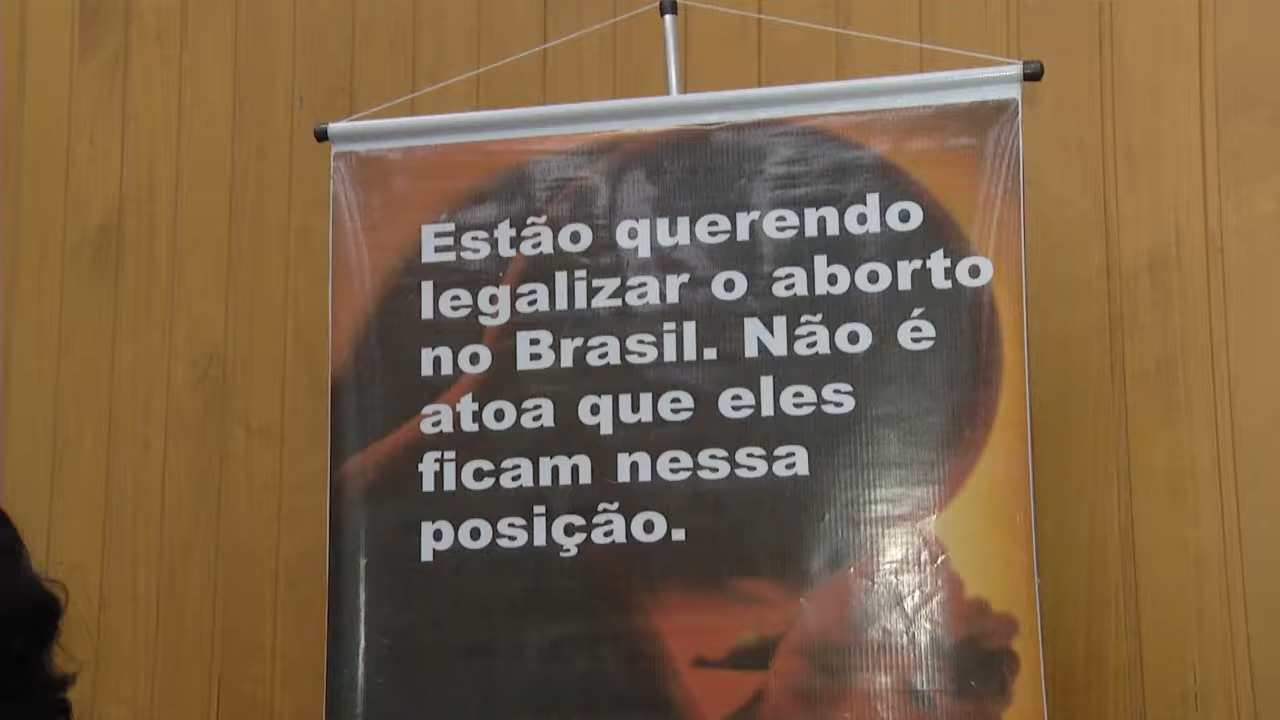 Estão querendo
legalizar o aborto
no Brasil. Não é
atoa que eles
ficam nessa
posição.